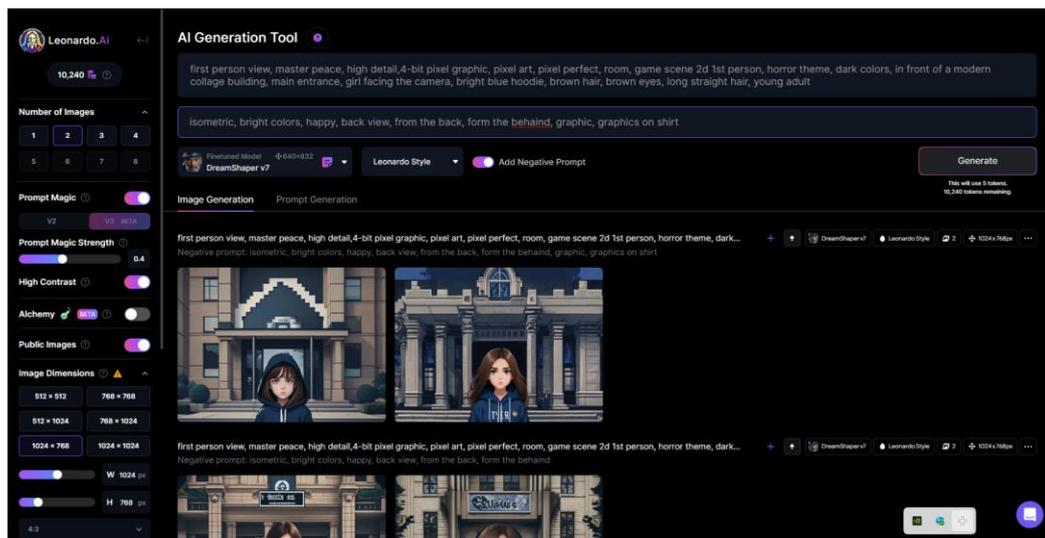 Leonardo.Ai
10,240
Number of Images
1 2 3 4
5 6 7 8
Prompt Magic
V2 V3 BETA
Prompt Magic Strength
0.4
High Contrast
Alchemy BETA
Public Images
Image Dimensions
512 × 512 768 × 768
512 × 1024 768 × 1024
1024 × 768 1024 × 1024
W 1024 px
H 768 px
4:3
AI Generation Tool
first person view, master peace, high detail,4-bit pixel graphic, pixel art, pixel perfect, room, game scene 2d 1st person, horror theme, dark colors, in front of a modern
collage building, main entrance, girl facing the camera, bright blue hoodie, brown hair, brown eyes, long straight hair, young adult
isometric, bright colors, happy, back view, from the back, form the behaind, graphic, graphics on shirt
Finetuned Model 640×832
DreamShaper v7
Leonardo Style
Add Negative Prompt
Generate
This will use 5 tokens.
10,240 tokens remaining.
Image Generation Prompt Generation
first person view, master peace, high detail,4-bit pixel graphic, pixel art, pixel perfect, room, game scene 2d 1st person, horror theme, dark...
DreamShaper v7 Leonardo Style 2 1024x768px
Negative prompt: isometric, bright colors, happy, back view, from the back, form the behaind, graphic, graphics on shirt
first person view, master peace, high detail,4-bit pixel graphic, pixel art, pixel perfect, room, game scene 2d 1st person, horror theme, dark...
DreamShaper v7 Leonardo Style 2 1024x768px
Negative prompt: isometric, bright colors, happy, back view, from the back, form the behaind